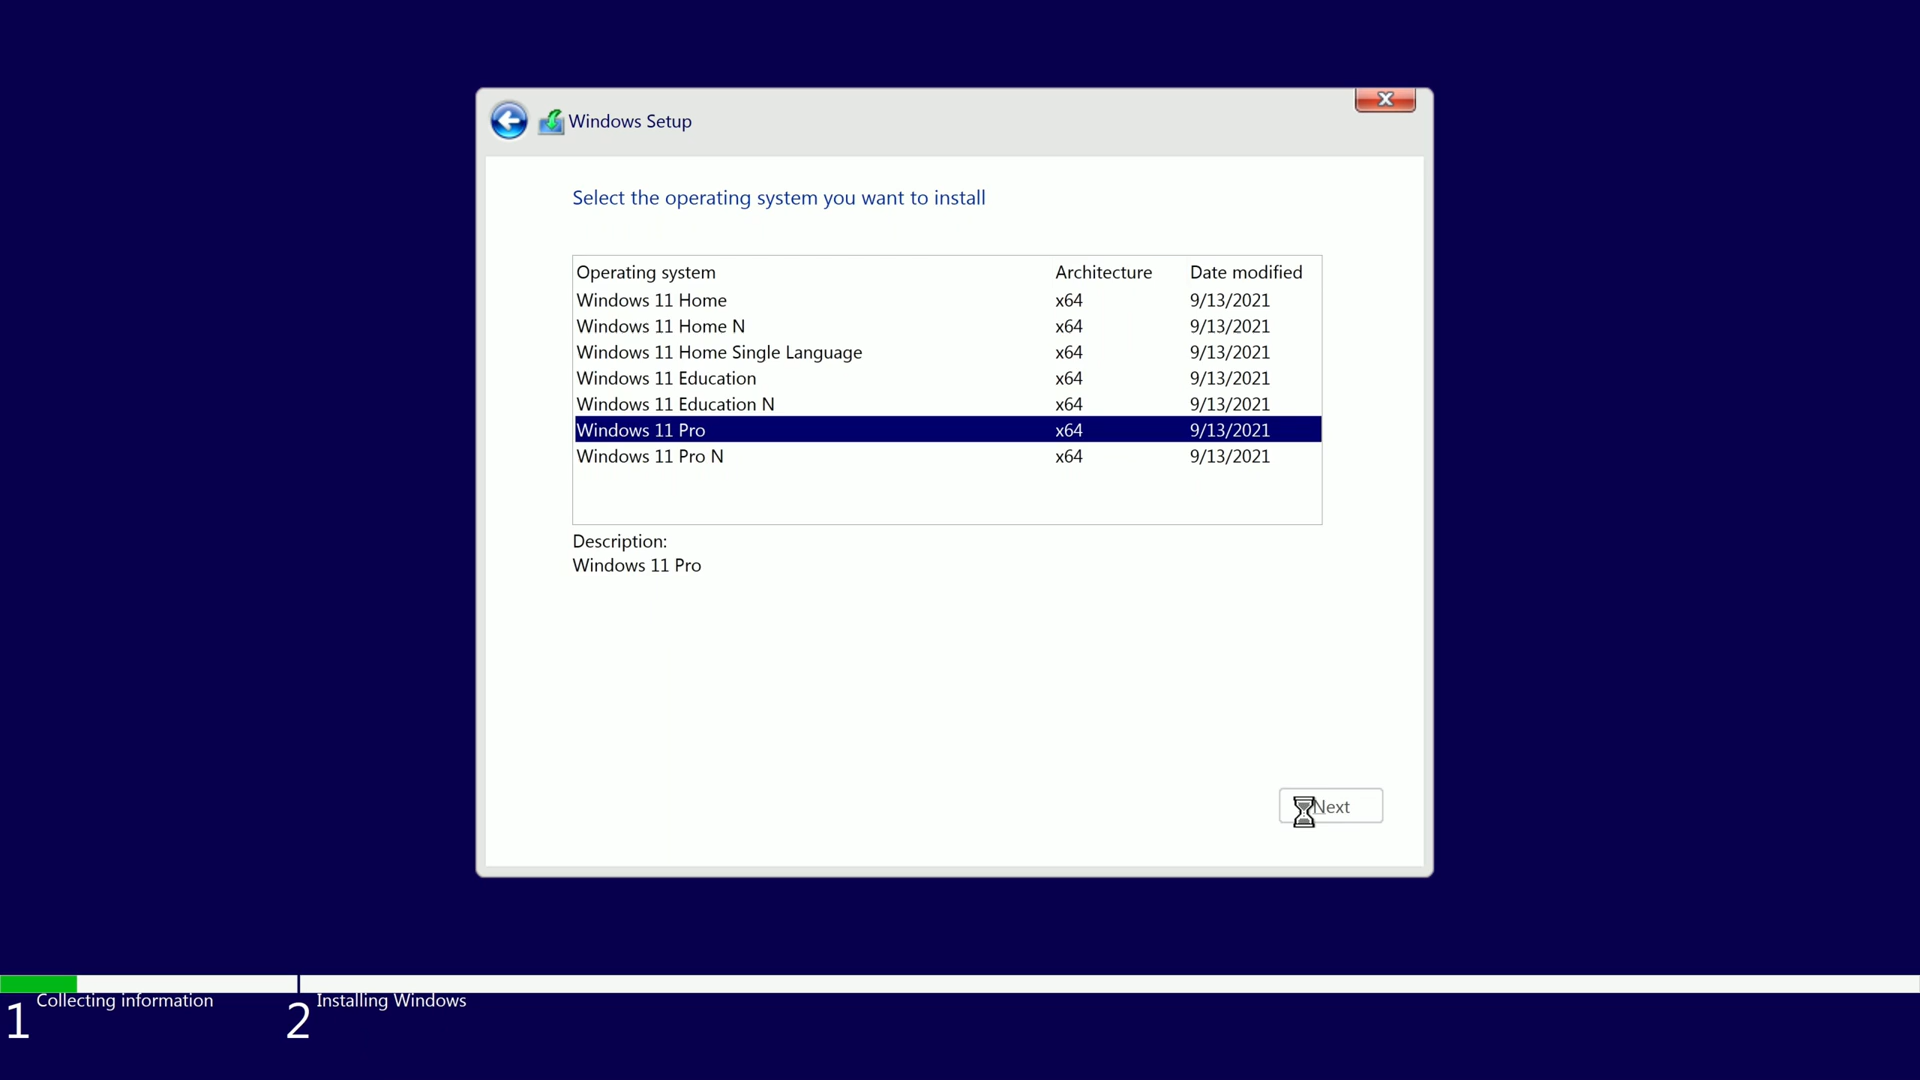 Windows Setup
Select the operating system you want to install
Operating system Architecture Date modified
Windows 11 Home x64 9/13/2021
Windows 11 Home N x64 9/13/2021
Windows 11 Home Single Language x64 9/13/2021
Windows 11 Education x64 9/13/2021
Windows 11 Education N x64 9/13/2021
Windows 11 Pro x64 9/13/2021
Windows 11 Pro N x64 9/13/2021
Description:
Windows 11 Pro
Next
1 Collecting information
2 Installing Windows